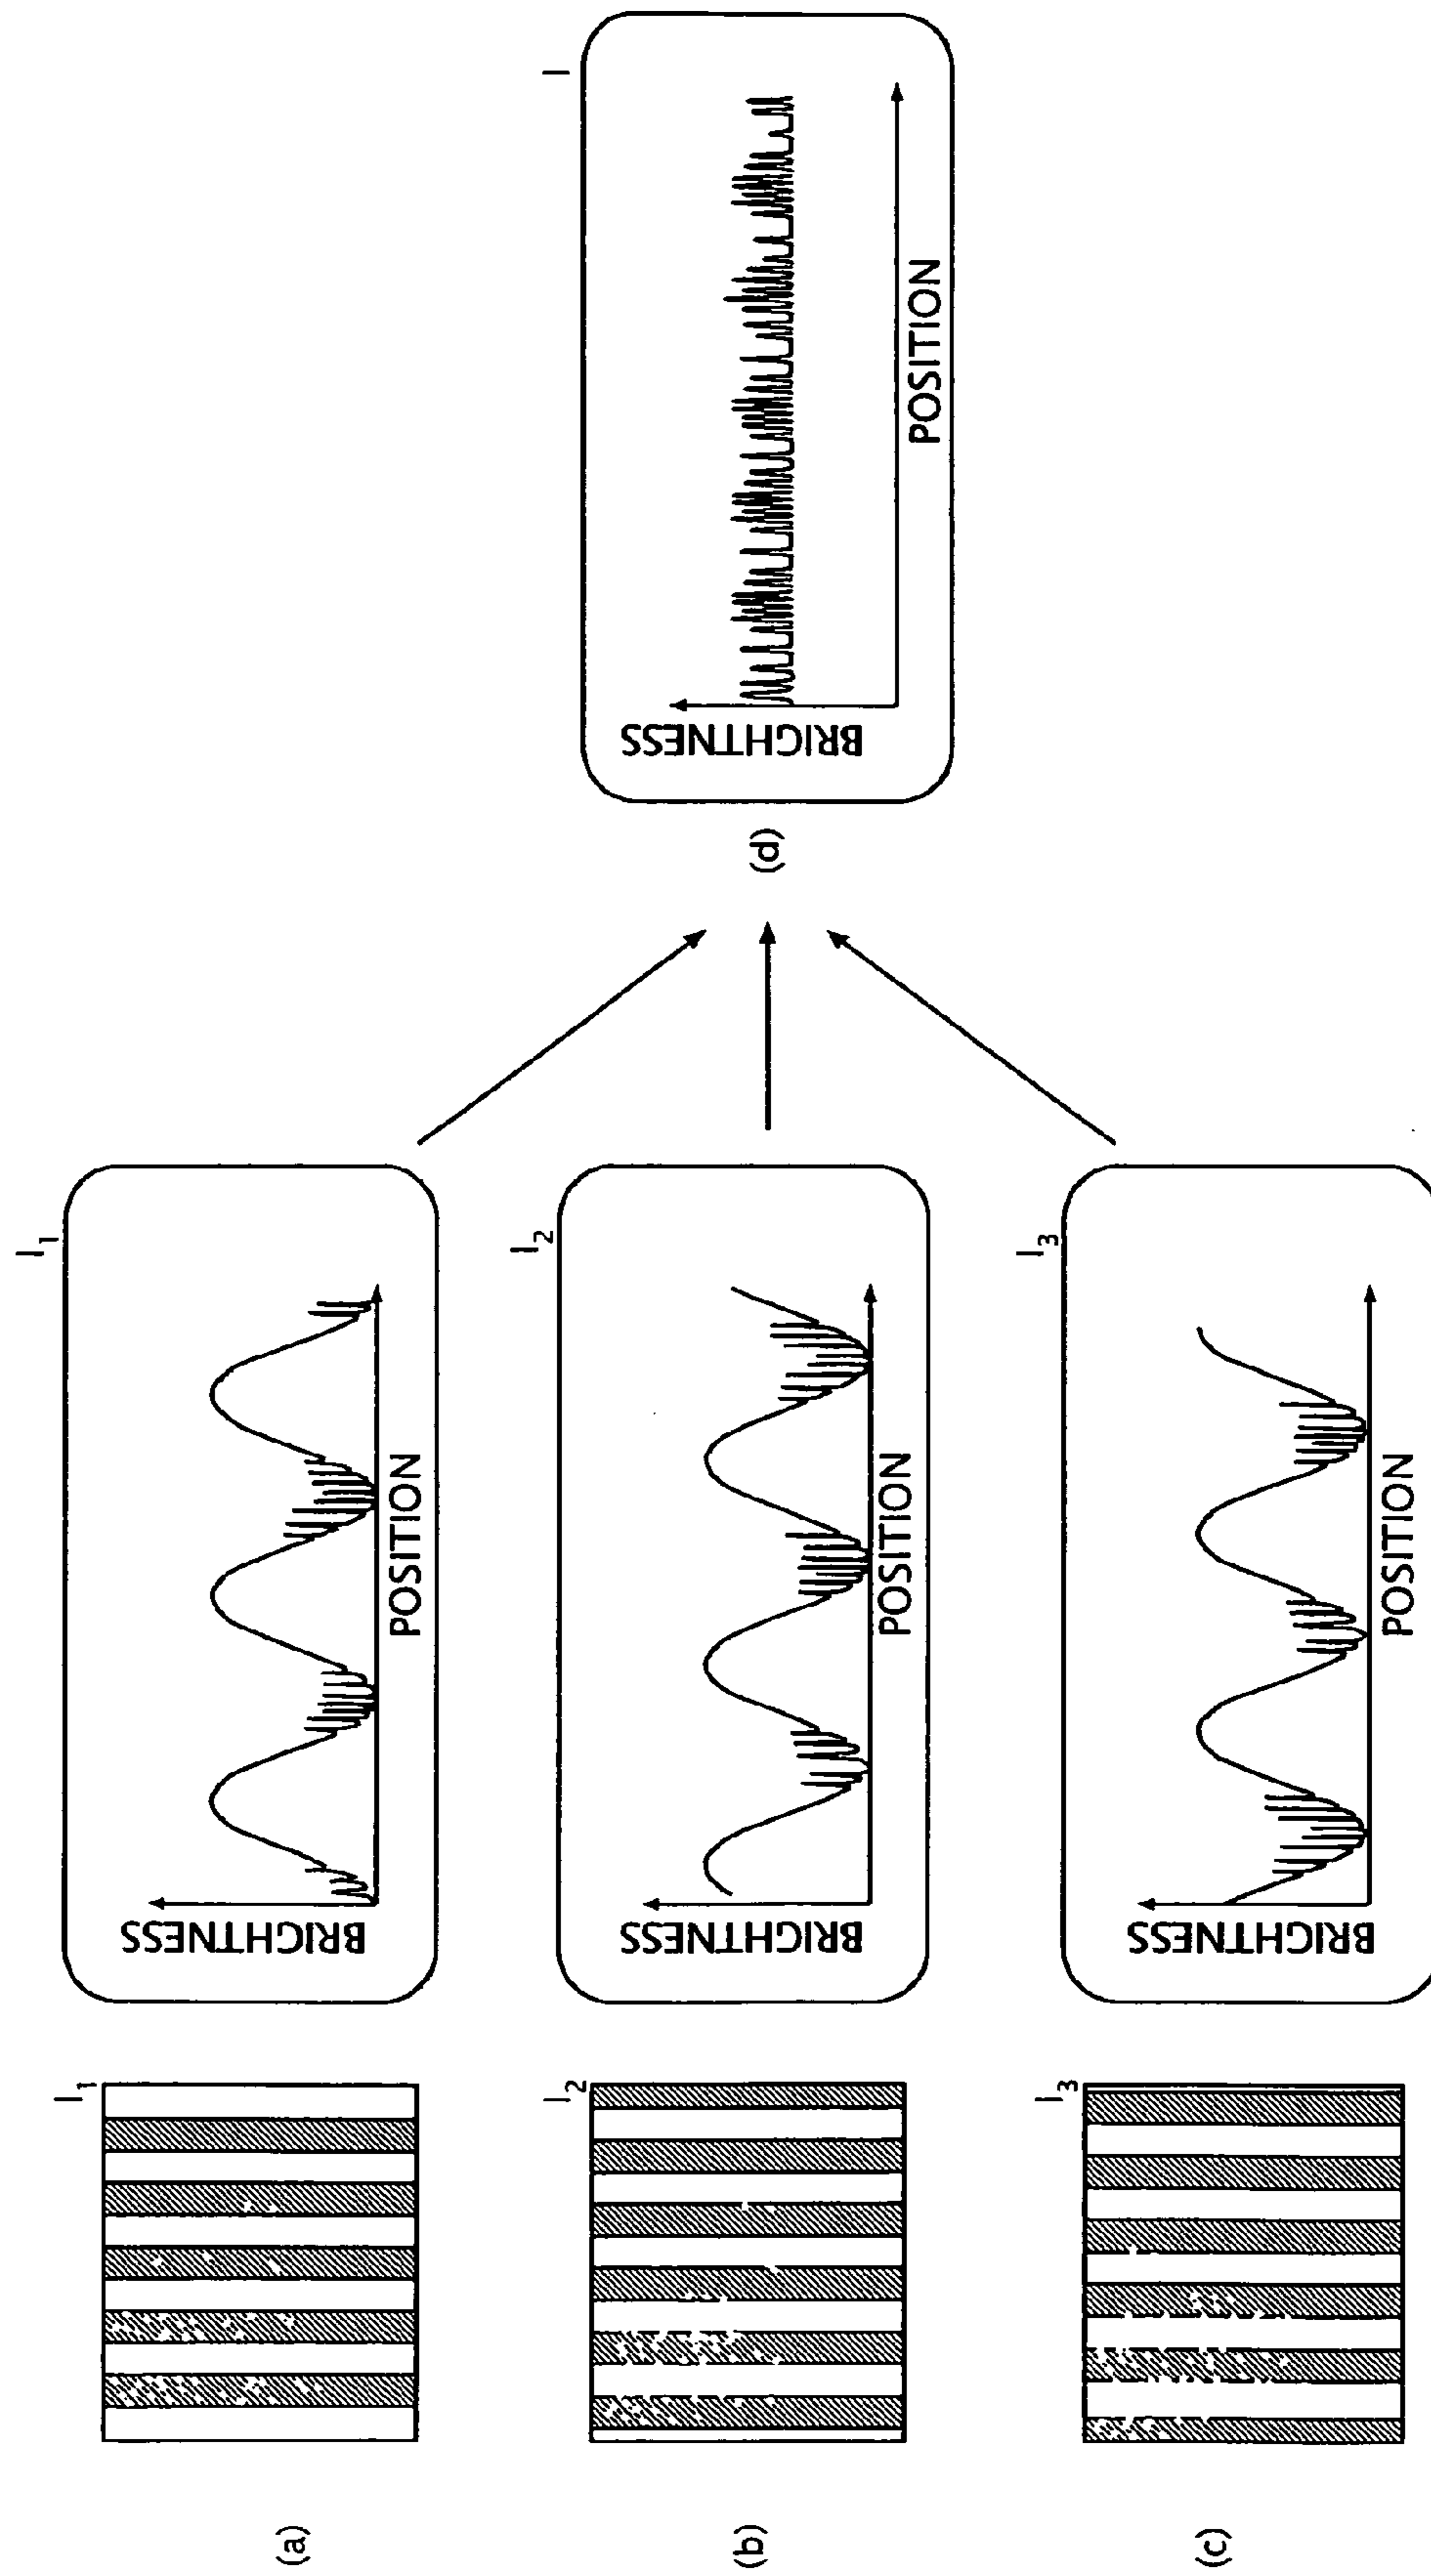 (a)
I1
I1
BRIGHTNESS
POSITION
(b)
I2
I2
BRIGHTNESS
POSITION
(c)
I3
I3
BRIGHTNESS
POSITION
(d)
I
BRIGHTNESS
POSITION